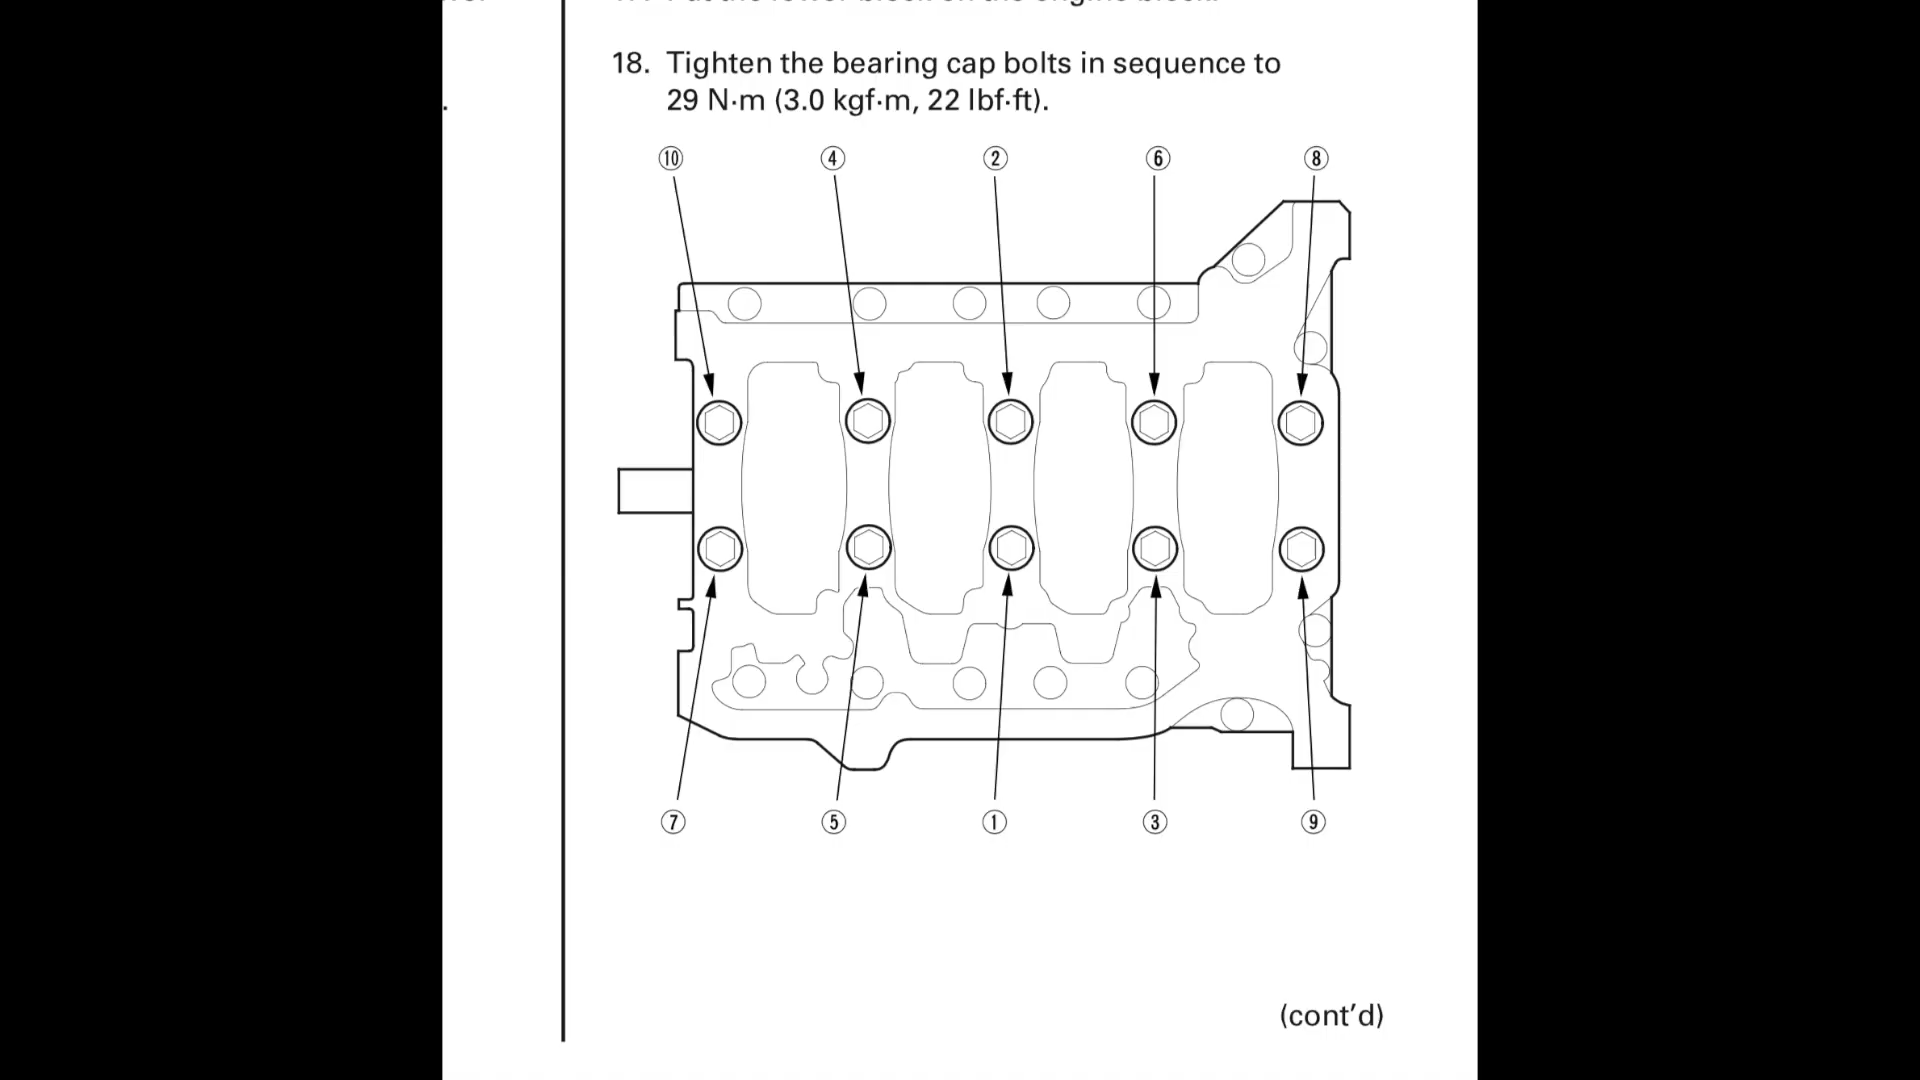 18. Tighten the bearing cap bolts in sequence to
29 N·m (3.0 kgf·m, 22 lbf·ft).
⑩ ④ ② ⑥ ⑧
⑦ ⑤ ① ③ ⑨
(cont’d)